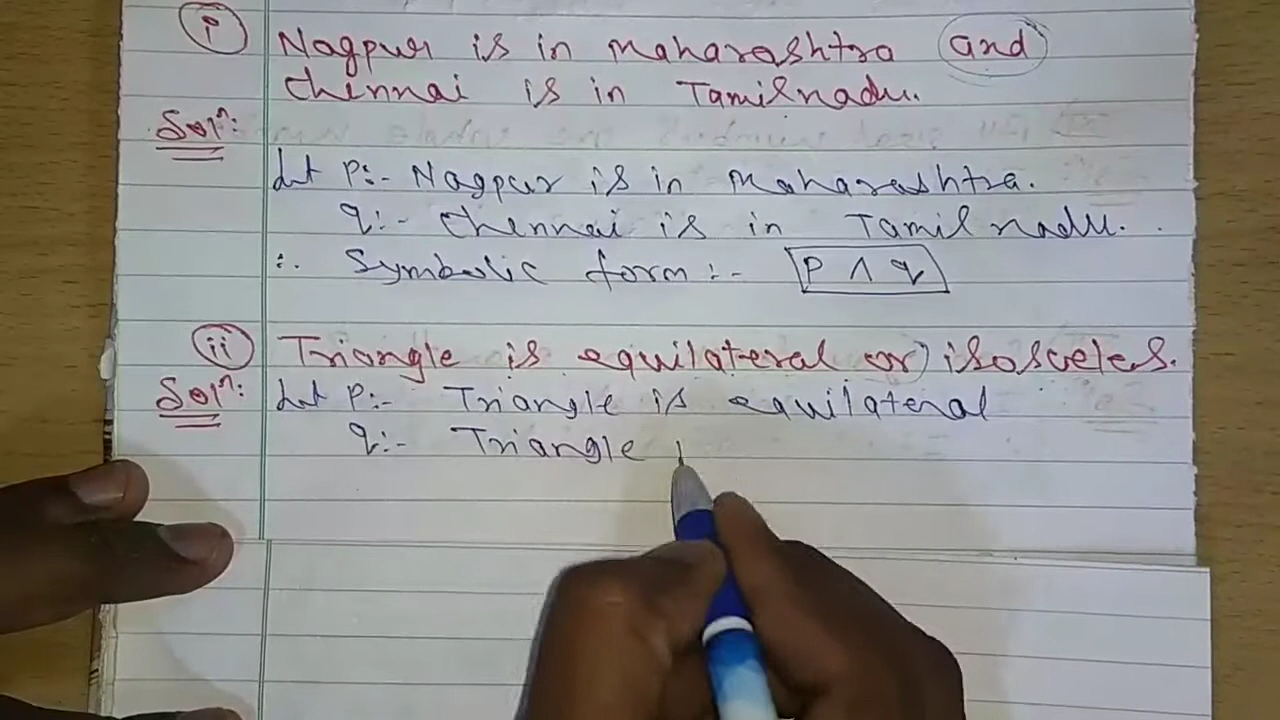 i Nagpur is in Maharashtra and
Chennai is in Tamilnadu.
Solⁿ:
Let P:- Nagpur is in Maharashtra.
q:- Chennai is in Tamilnadu.
∴ Symbolic form:- P ∧ q
ii Triangle is equilateral or isosceles.
Solⁿ: Let P:- Triangle is equilateral
q:- Triangle